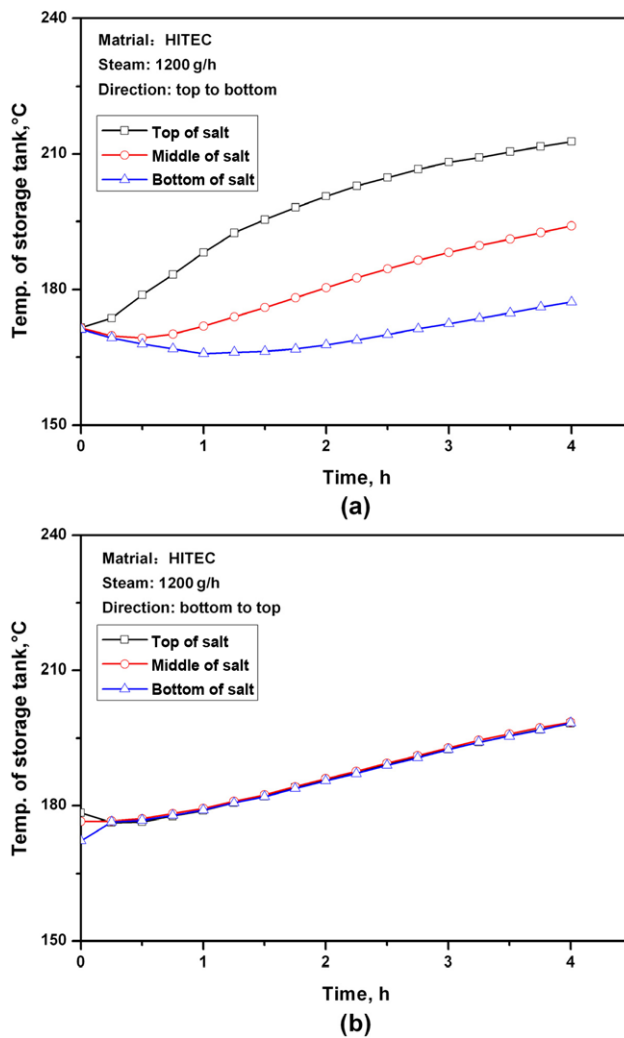 240
Matrial： HITEC
Steam: 1200 g/h
Direction: top to bottom
Top of salt
Middle of salt
Bottom of salt
210
180
150
Temp. of storage tank,°C
0 1 2 3 4
Time, h
(a)
240
Matrial： HITEC
Steam: 1200 g/h
Direction: bottom to top
Top of salt
Middle of salt
Bottom of salt
210
180
150
Temp. of storage tank,°C
0 1 2 3 4
Time, h
(b)